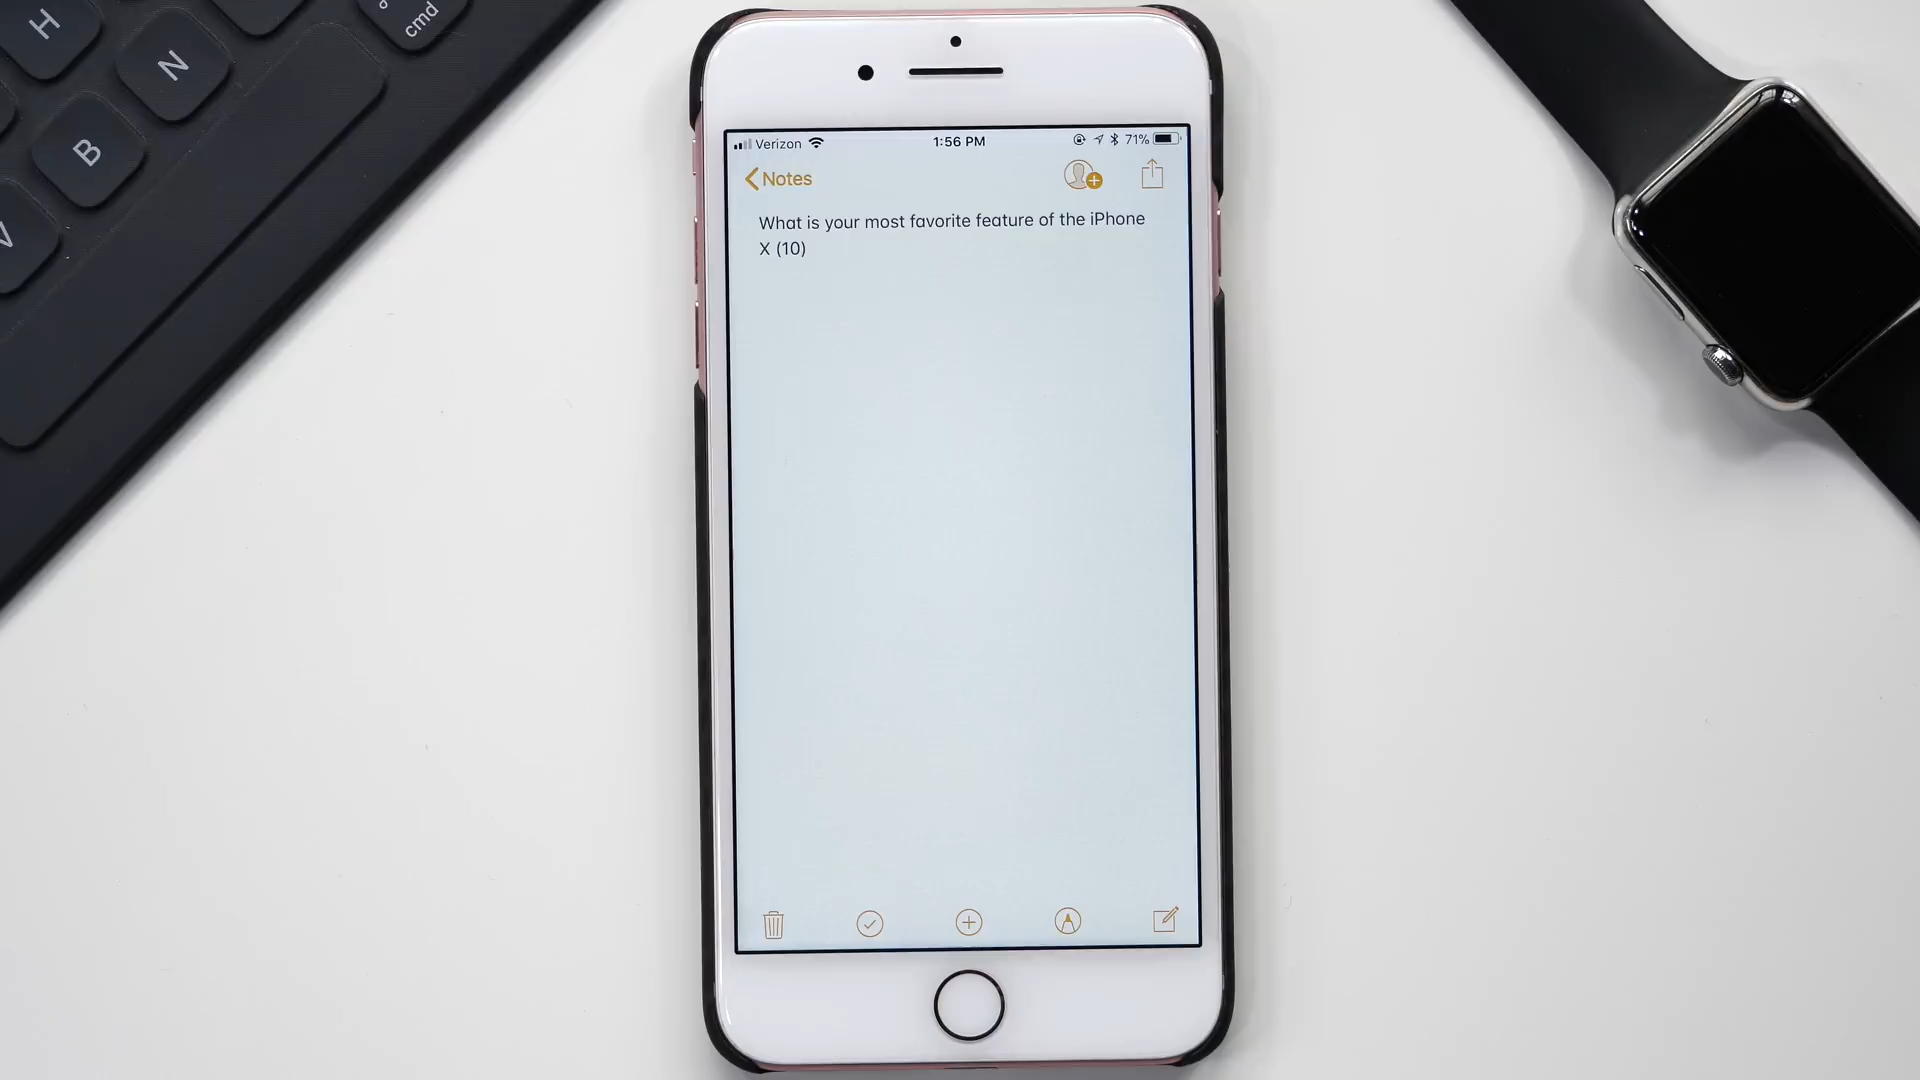 H
N
B
V
cmd
Verizon
1:56 PM
71%
Notes
What is your most favorite feature of the iPhone
X (10)